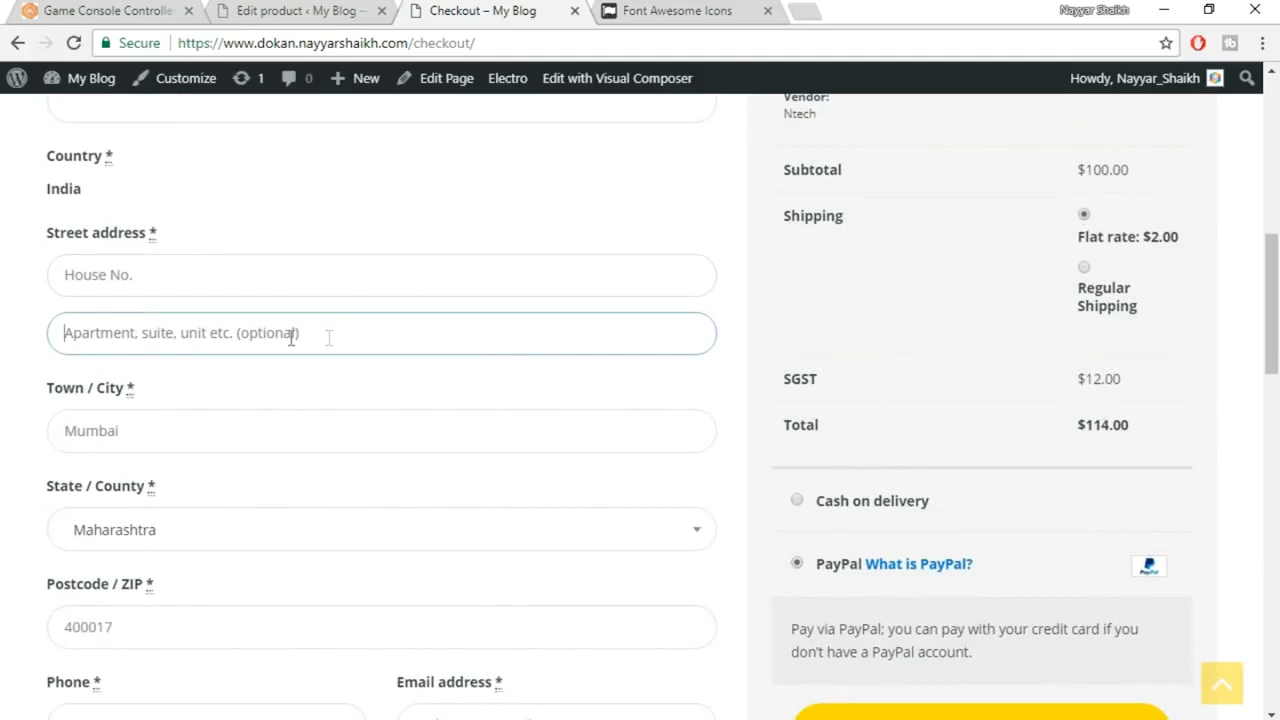 Game Console Controlle
Edit product ‹ My Blog —
Checkout – My Blog
Font Awesome Icons
Nayyar Shaikh
Secure
https://www.dokan.nayyarshaikh.com/checkout/
My Blog
Customize
1
0
New
Edit Page
Electro
Edit with Visual Composer
Howdy, Nayyar_Shaikh
Country *
India
Street address *
House No.
Apartment, suite, unit etc. (optional)
Town / City *
Mumbai
State / County *
Maharashtra
Postcode / ZIP *
400017
Phone *
Email address *
Vendor:
Ntech
Subtotal
$100.00
Shipping
Flat rate: $2.00
Regular
Shipping
SGST
$12.00
Total
$114.00
Cash on delivery
PayPal What is PayPal?
PayPal
Pay via PayPal; you can pay with your credit card if you
don't have a PayPal account.